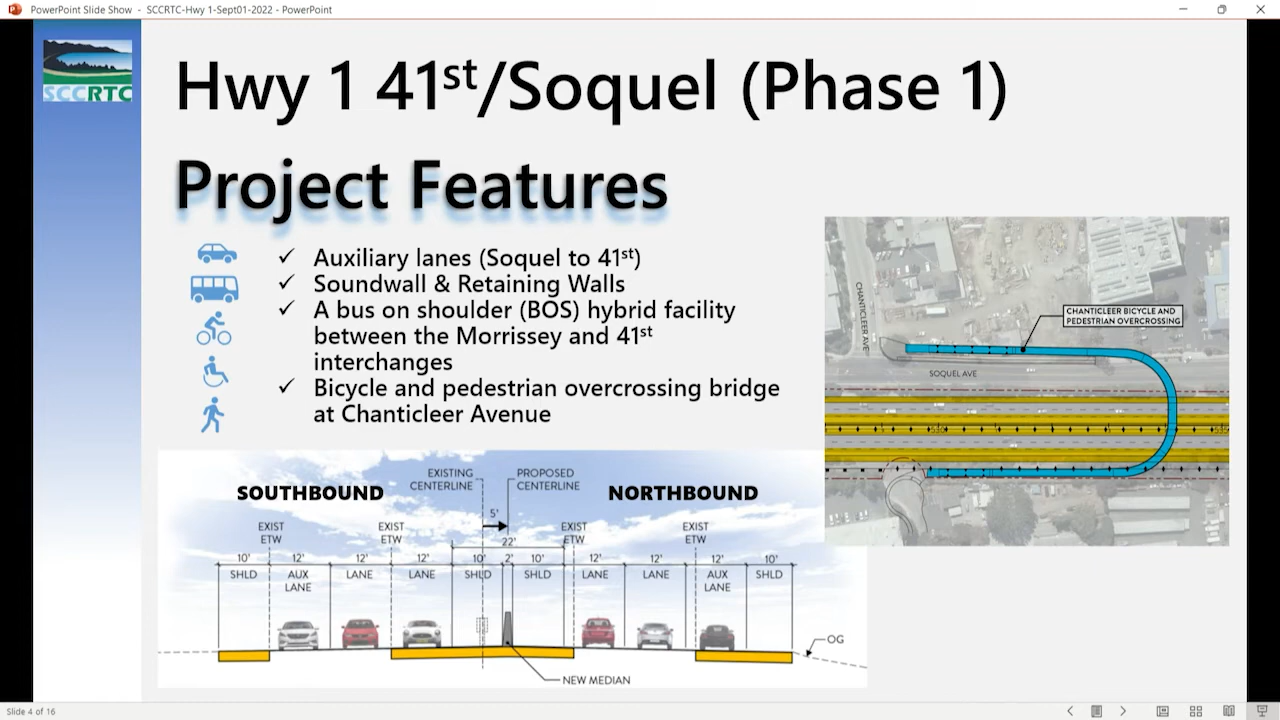 PowerPoint Slide Show - SCCRTC-Hwy 1-Sept01-2022 - PowerPoint
SCCRTC
Hwy 1 41st/Soquel (Phase 1)
Project Features
✓ Auxiliary lanes (Soquel to 41st)
✓ Soundwall & Retaining Walls
✓ A bus on shoulder (BOS) hybrid facility
between the Morrissey and 41st
interchanges
✓ Bicycle and pedestrian overcrossing bridge
at Chanticleer Avenue
CHANTICLEER AVE
CHANTICLEER BICYCLE AND
PEDESTRIAN OVERCROSSING
SOQUEL AVE
EXISTING
CENTERLINE
PROPOSED
CENTERLINE
SOUTHBOUND
NORTHBOUND
5'
EXIST
ETW
EXIST
ETW
EXIST
ETW
EXIST
ETW
22'
10' 12' 12' 12' 10' 2' 10' 12' 12' 12' 10'
SHLD AUX LANE LANE SHLD SHLD LANE LANE AUX SHLD
LANE LANE
OG
NEW MEDIAN
Slide 4 of 16